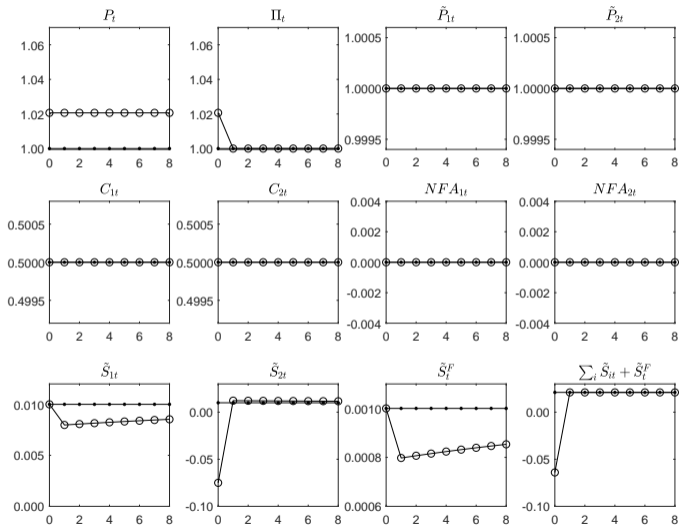 P_t Π_t P̃_1t P̃_2t
1.06 1.06 1.0005 1.0005
1.04 1.04
1.0000 1.0000
1.02 1.02
1.00 1.00 0.9995 0.9995
0 2 4 6 8 0 2 4 6 8 0 2 4 6 8 0 2 4 6 8
C_1t C_2t NFA_1t NFA_2t
0.5005 0.5005 0.004 0.004
0.002 0.002
0.5000 0.5000 0.000 0.000
0.4995 0.4995 -0.002 -0.002
-0.004 -0.004
0 2 4 6 8 0 2 4 6 8 0 2 4 6 8 0 2 4 6 8
S̃_1t S̃_2t S̃_t^F ∑_i S̃_it + S̃_t^F
0.010 0.00 0.0010 0.00
0.005 -0.05 0.0008 -0.05
0.000 -0.10 0.0006 -0.10
0 2 4 6 8 0 2 4 6 8 0 2 4 6 8 0 2 4 6 8